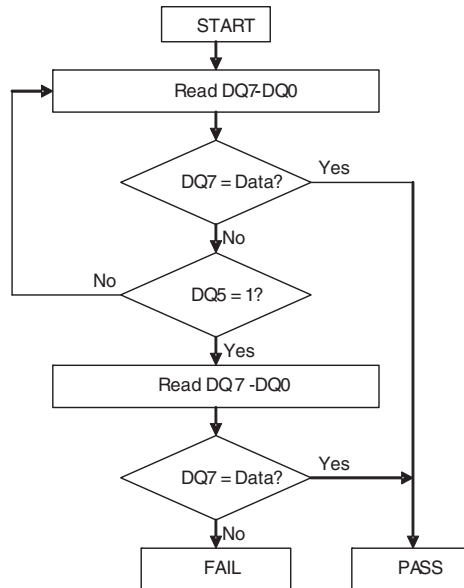 START
Read DQ7-DQ0
Yes
DQ7 = Data?
No
No
DQ5 = 1?
Yes
Read DQ 7 -DQ0
Yes
DQ7 = Data?
No
FAIL
PASS